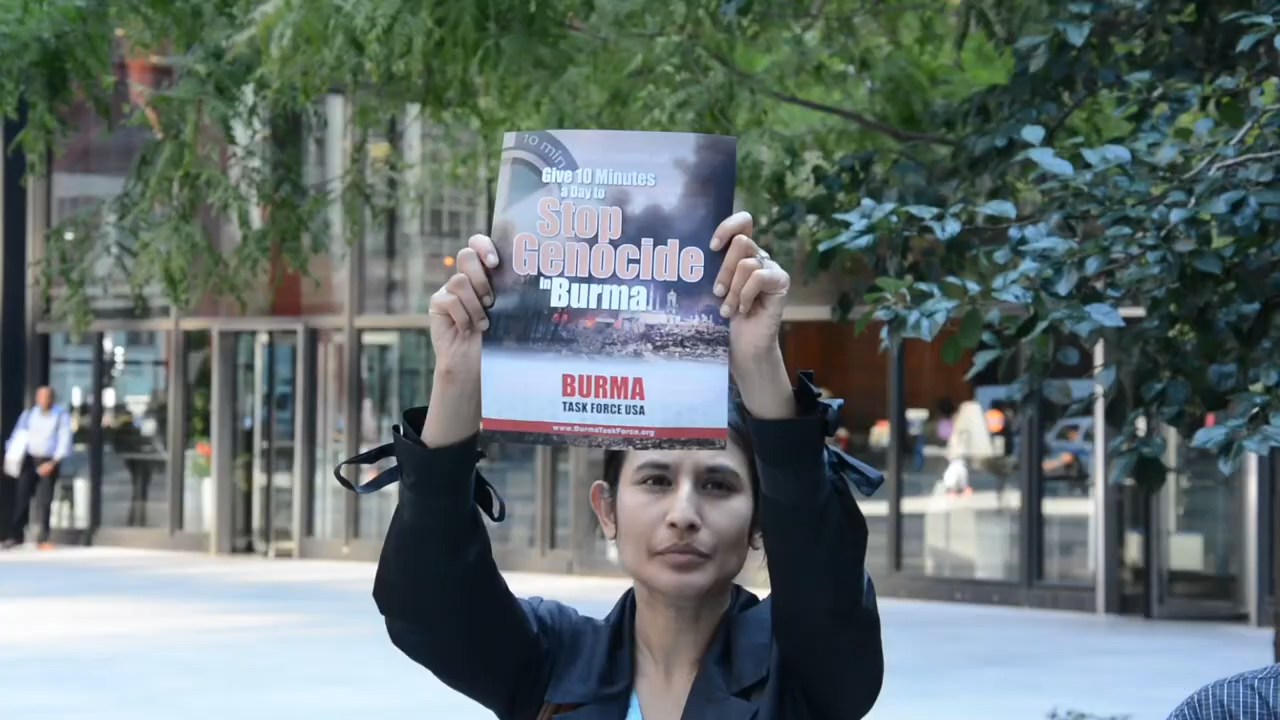 10 min
Give 10 Minutes
a Day to
Stop
Genocide
in Burma
BURMA
TASK FORCE USA
www.BurmaTaskForce.org